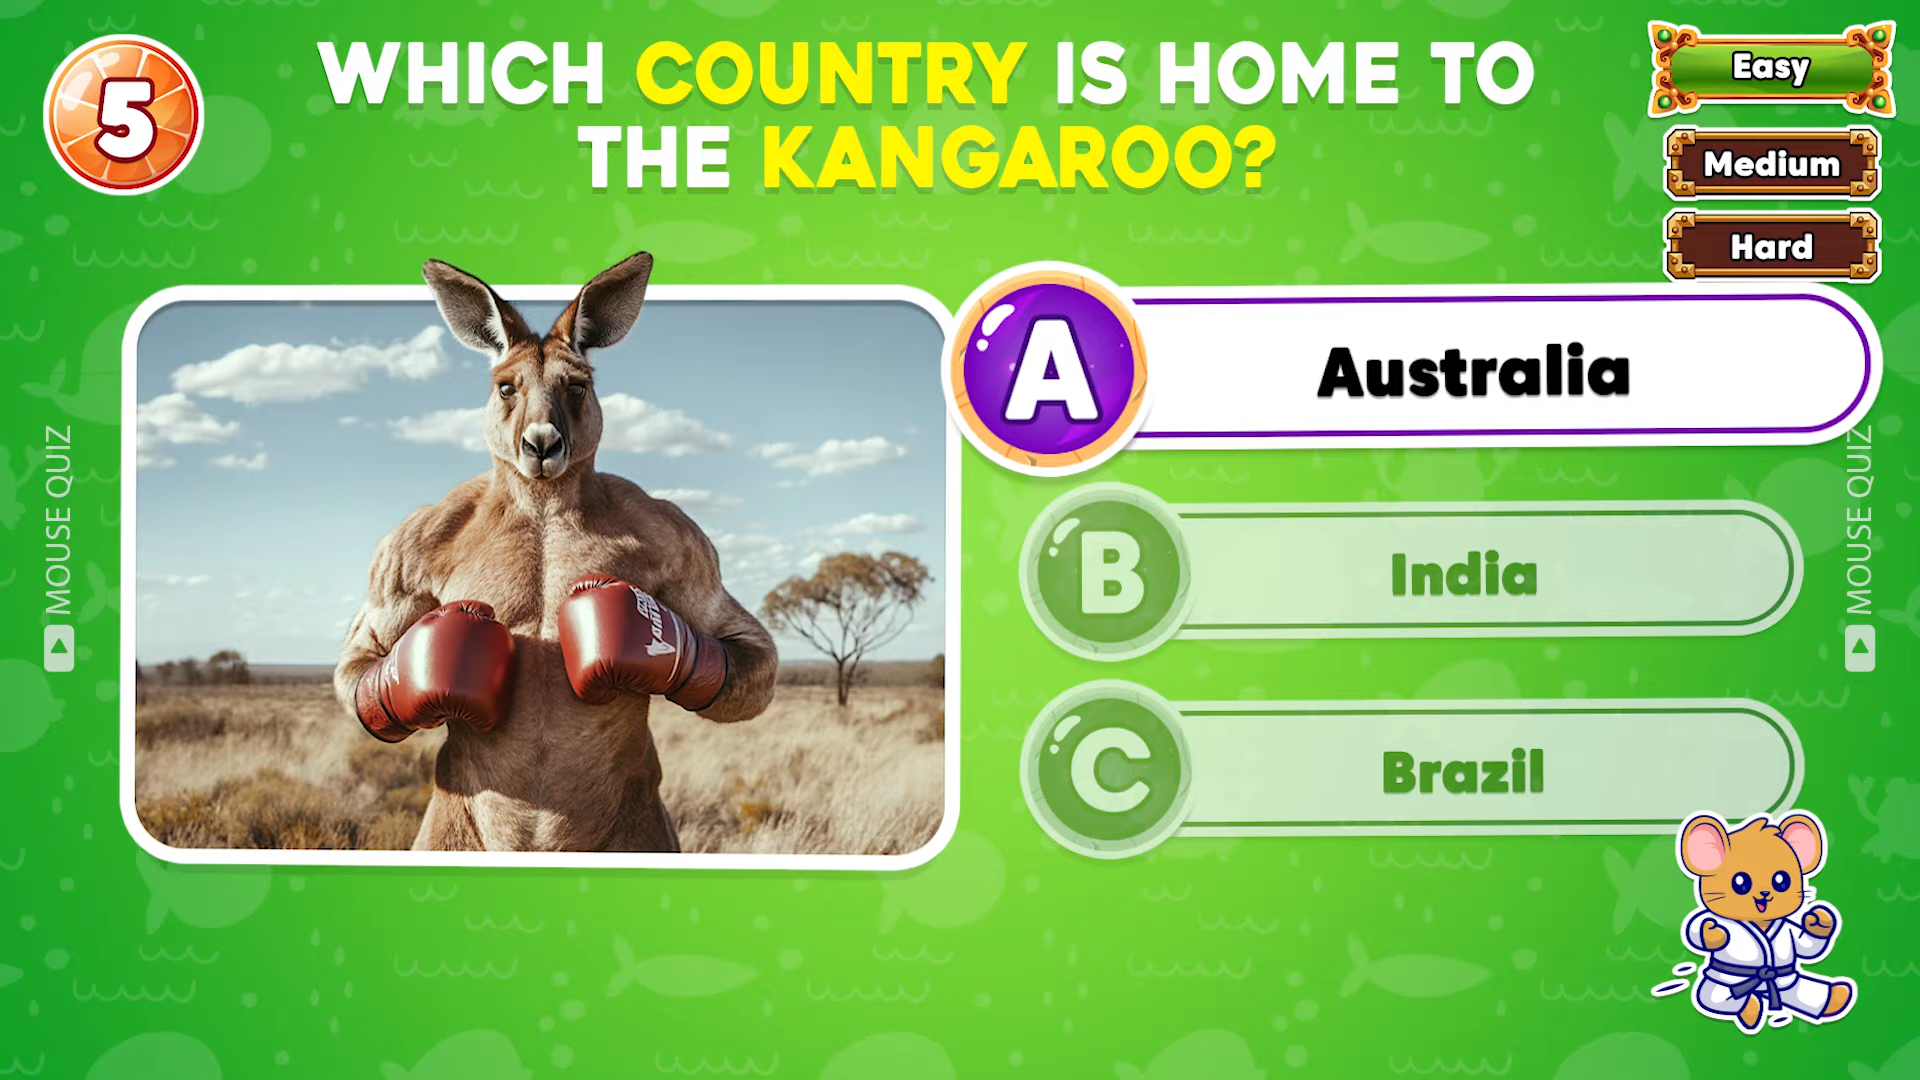 5
WHICH COUNTRY IS HOME TO
THE KANGAROO?
Easy
Medium
Hard
A
Australia
B
India
C
Brazil
MOUSE QUIZ
MOUSE QUIZ